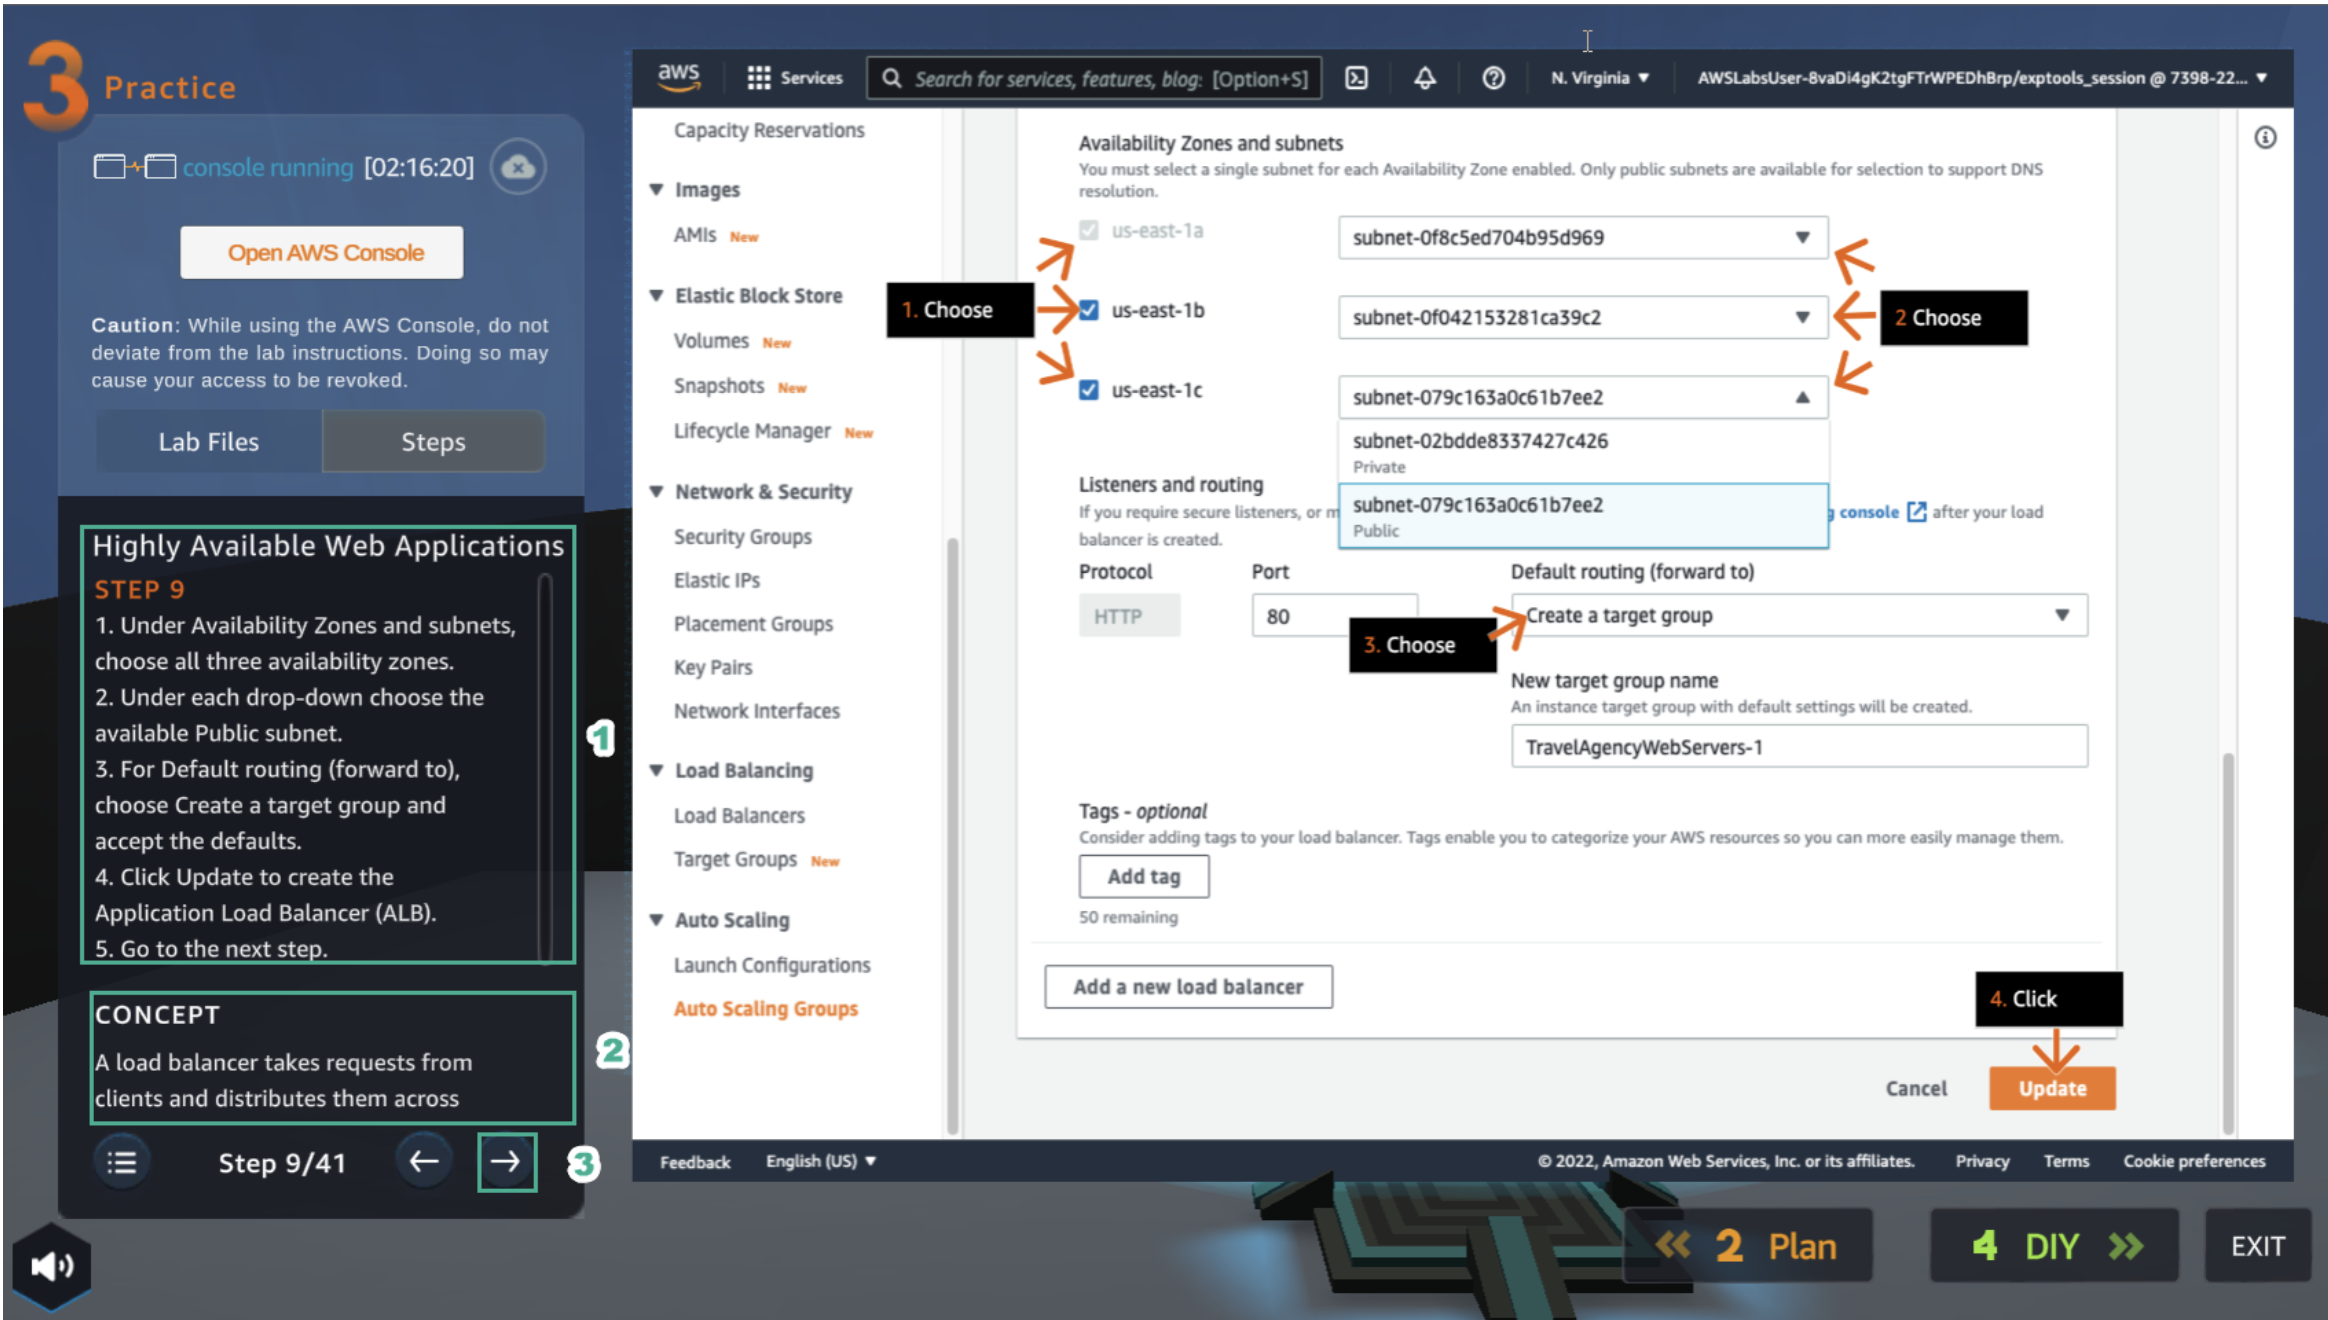 3 Practice
console running [02:16:20]
Open AWS Console
Caution: While using the AWS Console, do not
deviate from the lab instructions. Doing so may
cause your access to be revoked.
Lab Files
Steps
Highly Available Web Applications
STEP 9
1. Under Availability Zones and subnets,
choose all three availability zones.
2. Under each drop-down choose the
available Public subnet.
3. For Default routing (forward to),
choose Create a target group and
accept the defaults.
4. Click Update to create the
Application Load Balancer (ALB).
5. Go to the next step.
1
CONCEPT
A load balancer takes requests from
clients and distributes them across
2
Step 9/41
3
aws
Services
Search for services, features, blog: [Option+S]
N. Virginia
AWSLabsUser-8vaDi4gK2tgFTrWPEDhBrp/exptools_session @ 7398-22...
Capacity Reservations
Images
AMIs New
Elastic Block Store
Volumes New
Snapshots New
Lifecycle Manager New
Network & Security
Security Groups
Elastic IPs
Placement Groups
Key Pairs
Network Interfaces
Load Balancing
Load Balancers
Target Groups New
Auto Scaling
Launch Configurations
Auto Scaling Groups
Availability Zones and subnets
You must select a single subnet for each Availability Zone enabled. Only public subnets are available for selection to support DNS
resolution.
us-east-1a
subnet-0f8c5ed704b95d969
1. Choose
us-east-1b
subnet-0f042153281ca39c2
2 Choose
us-east-1c
subnet-079c163a0c61b7ee2
subnet-02bdde8337427c426
Private
subnet-079c163a0c61b7ee2
Public
Listeners and routing
If you require secure listeners, or m
console after your load
balancer is created.
Protocol
Port
Default routing (forward to)
HTTP
80
Create a target group
3. Choose
New target group name
An instance target group with default settings will be created.
TravelAgencyWebServers-1
Tags - optional
Consider adding tags to your load balancer. Tags enable you to categorize your AWS resources so you can more easily manage them.
Add tag
50 remaining
Add a new load balancer
4. Click
Cancel
Update
Feedback
English (US)
© 2022, Amazon Web Services, Inc. or its affiliates.
Privacy
Terms
Cookie preferences
2 Plan
4 DIY
EXIT